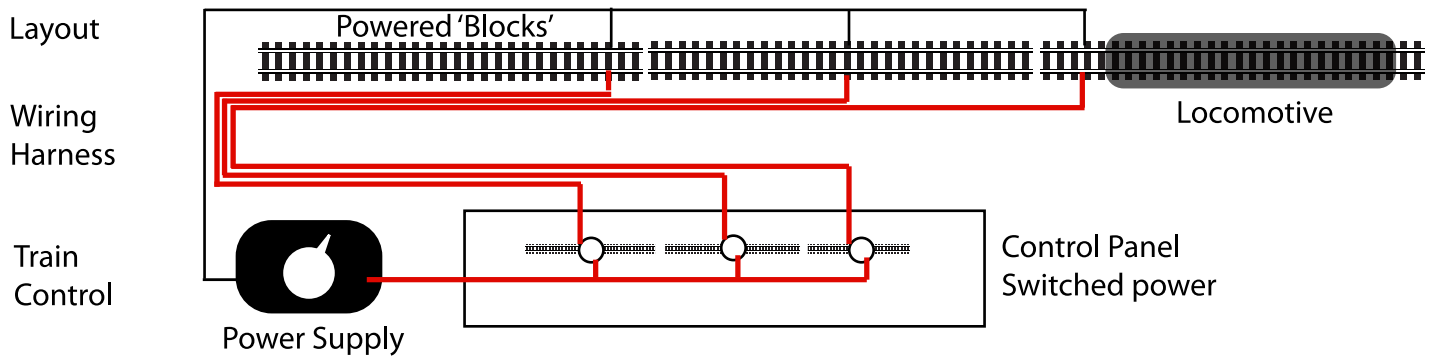 Layout
Powered ‘Blocks’
Wiring
Harness
Locomotive
Train
Control
Control Panel
Switched power
Power Supply